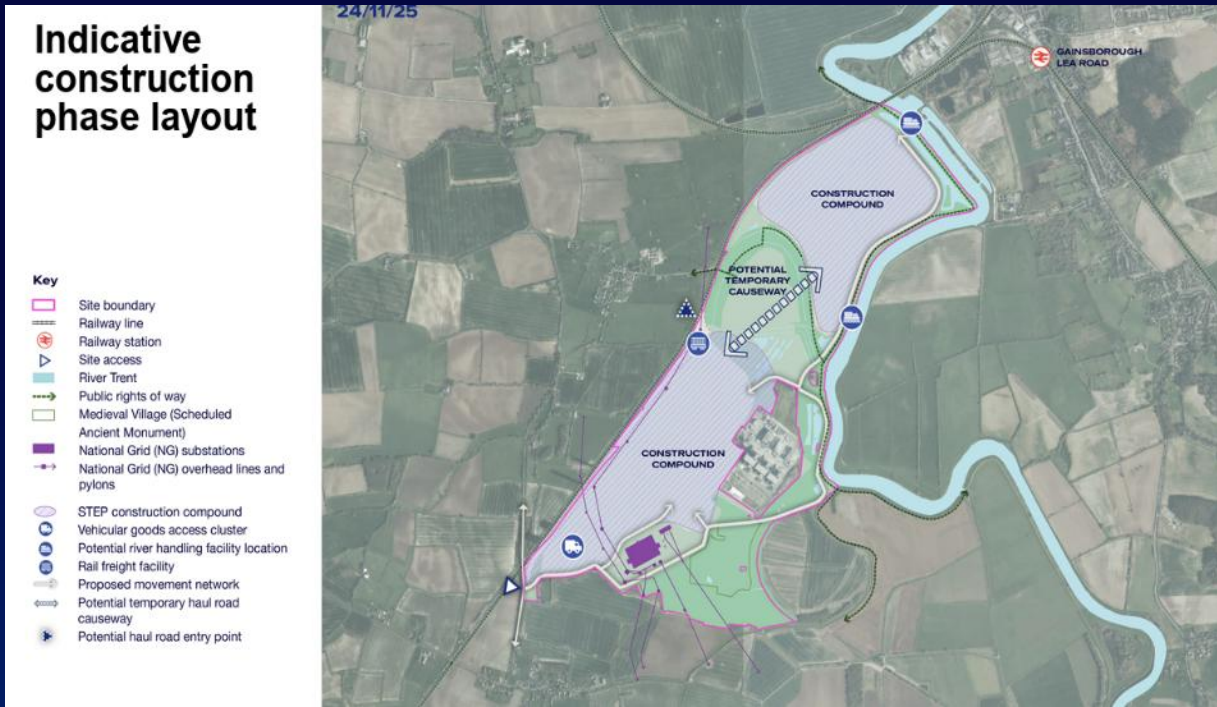 Indicative
construction
phase layout
24/11/25
GAINSBOROUGH
LEA ROAD
CONSTRUCTION
COMPOUND
POTENTIAL
TEMPORARY
CAUSEWAY
CONSTRUCTION
COMPOUND
Key
Site boundary
Railway line
Railway station
Site access
River Trent
Public rights of way
Medieval Village (Scheduled
Ancient Monument)
National Grid (NG) substations
National Grid (NG) overhead lines and
pylons
STEP construction compound
Vehicular goods access cluster
Potential river handling facility location
Rail freight facility
Proposed movement network
Potential temporary haul road
causeway
Potential haul road entry point